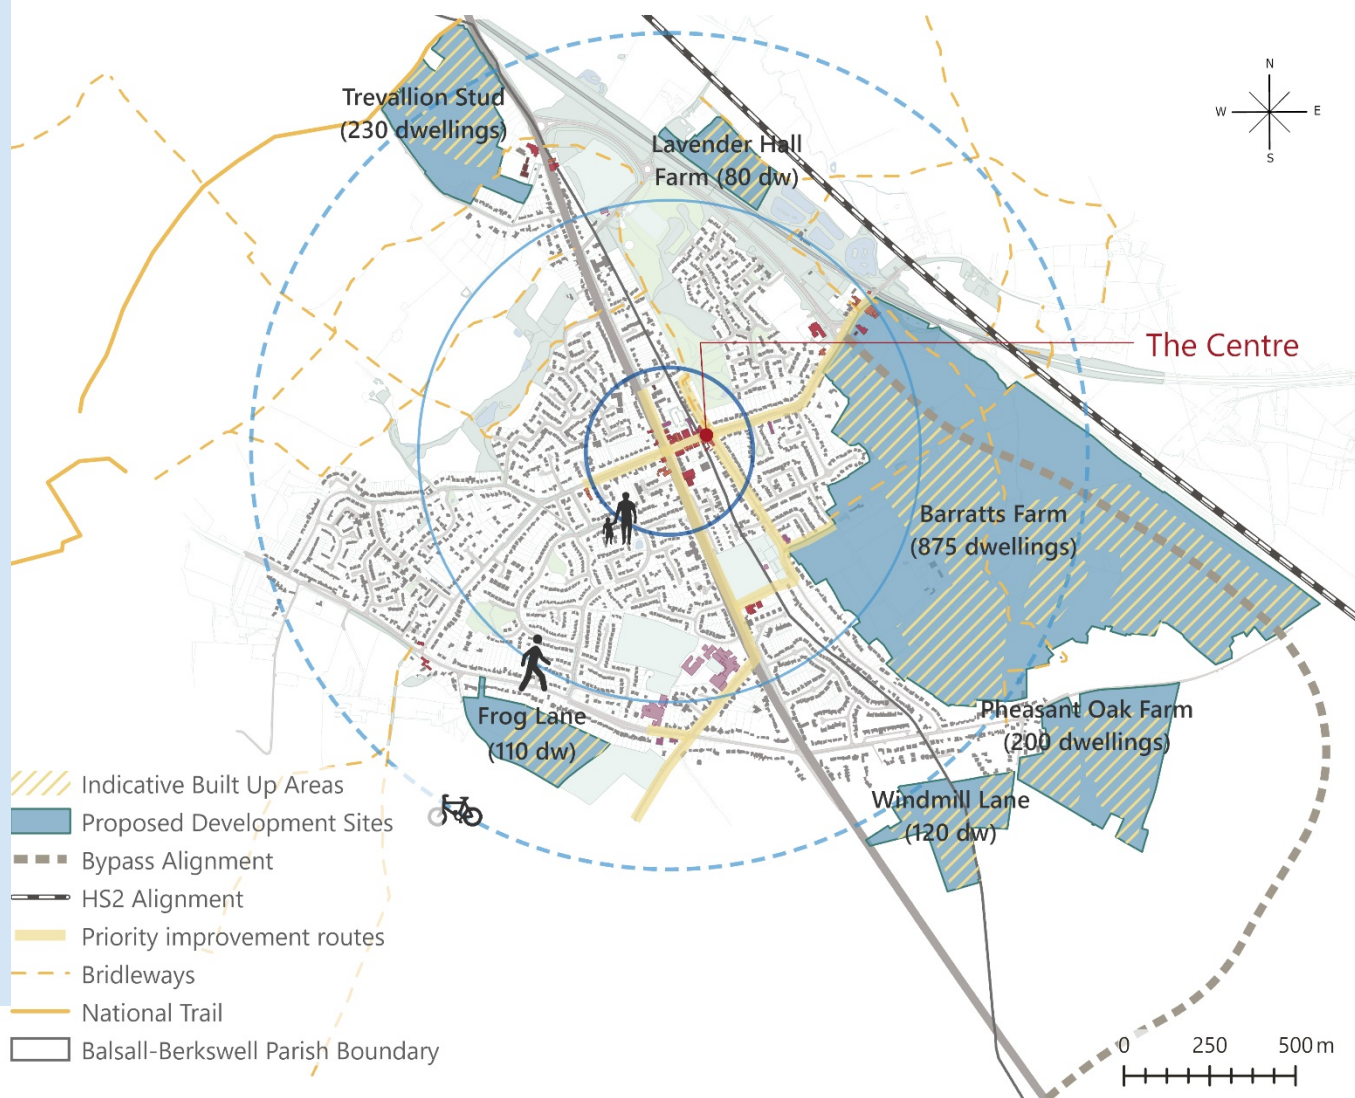 N
W E
S
Trevallion Stud
(230 dwellings)
Lavender Hall
Farm (80 dw)
The Centre
Barratts Farm
(875 dwellings)
Pheasant Oak Farm
(200 dwellings)
Frog Lane
(110 dw)
Windmill Lane
(120 dw)
Indicative Built Up Areas
Proposed Development Sites
Bypass Alignment
HS2 Alignment
Priority improvement routes
Bridleways
National Trail
Balsall-Berkswell Parish Boundary
0 250 500 m